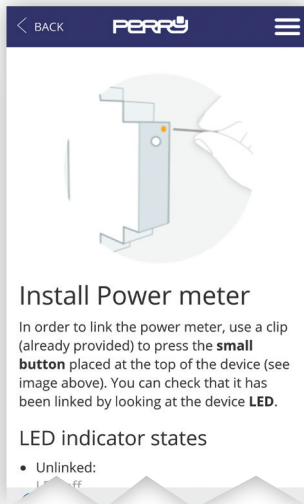 < BACK PERRY
Install Power meter
In order to link the power meter, use a clip
(already provided) to press the small
button placed at the top of the device (see
image above). You can check that it has
been linked by looking at the device LED.
LED indicator states
• Unlinked: